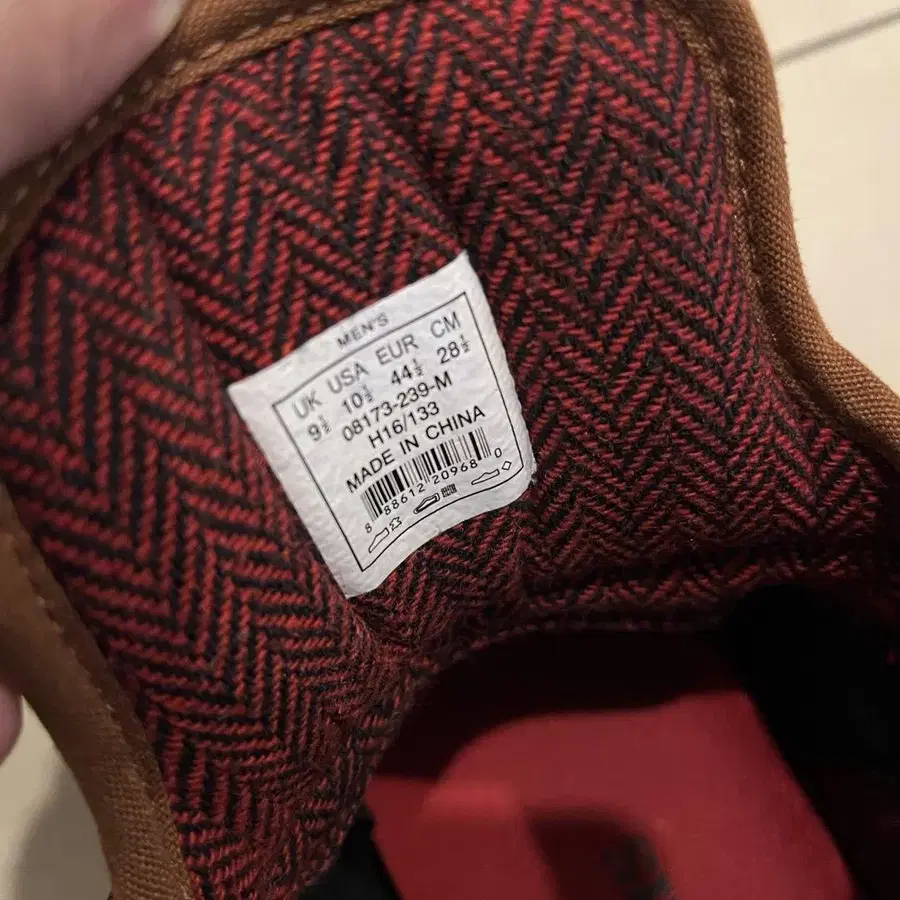 MEN'S
UK USA EUR CM
9½ 10½ 44½ 28½
08173-239-M
H16/133
MADE IN CHINA
8 88612 20968 0